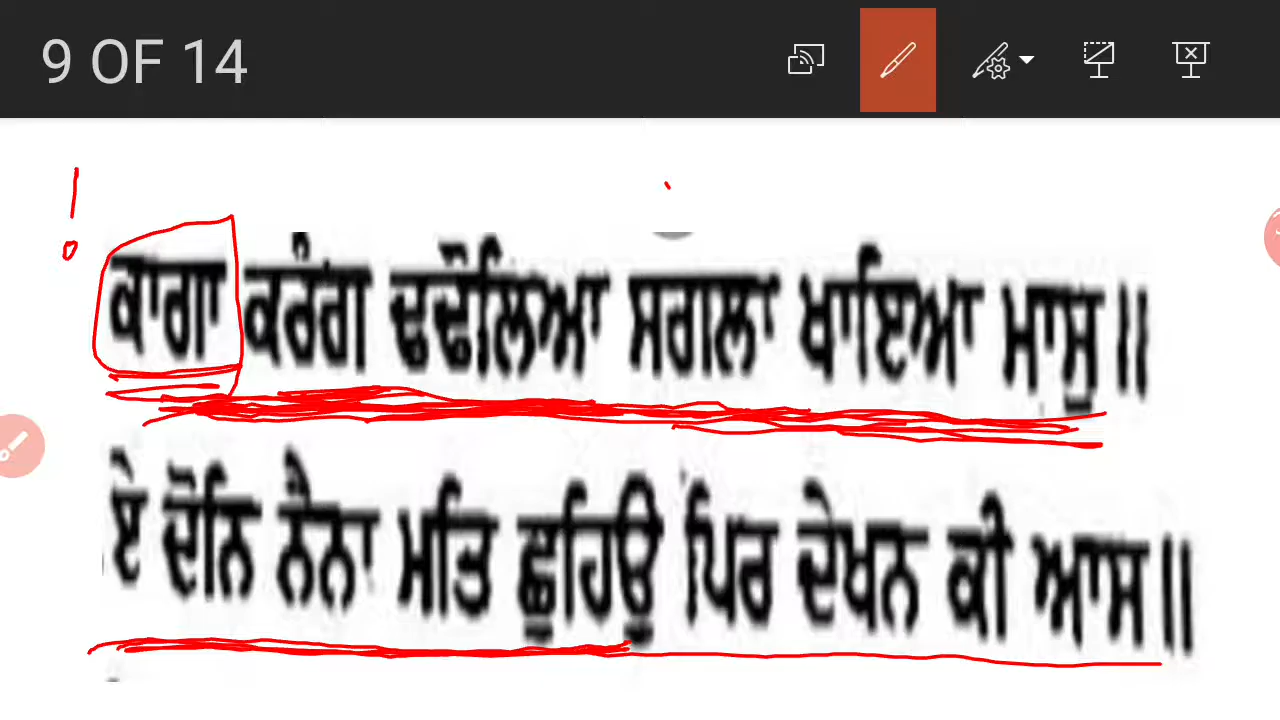 9 OF 14
ਕਾਗਾ ਕਰੰਗ ਢਢੌਲਿਆ ਸਗਲਾ ਖਾਇਆ ਮਾਸੁ॥
ਏ ਦੋਨਿ ਨੈਨਾ ਮਤਿ ਛੁਹਿਉ ਪਿਰ ਦੇਖਨ ਕੀ ਆਸ॥